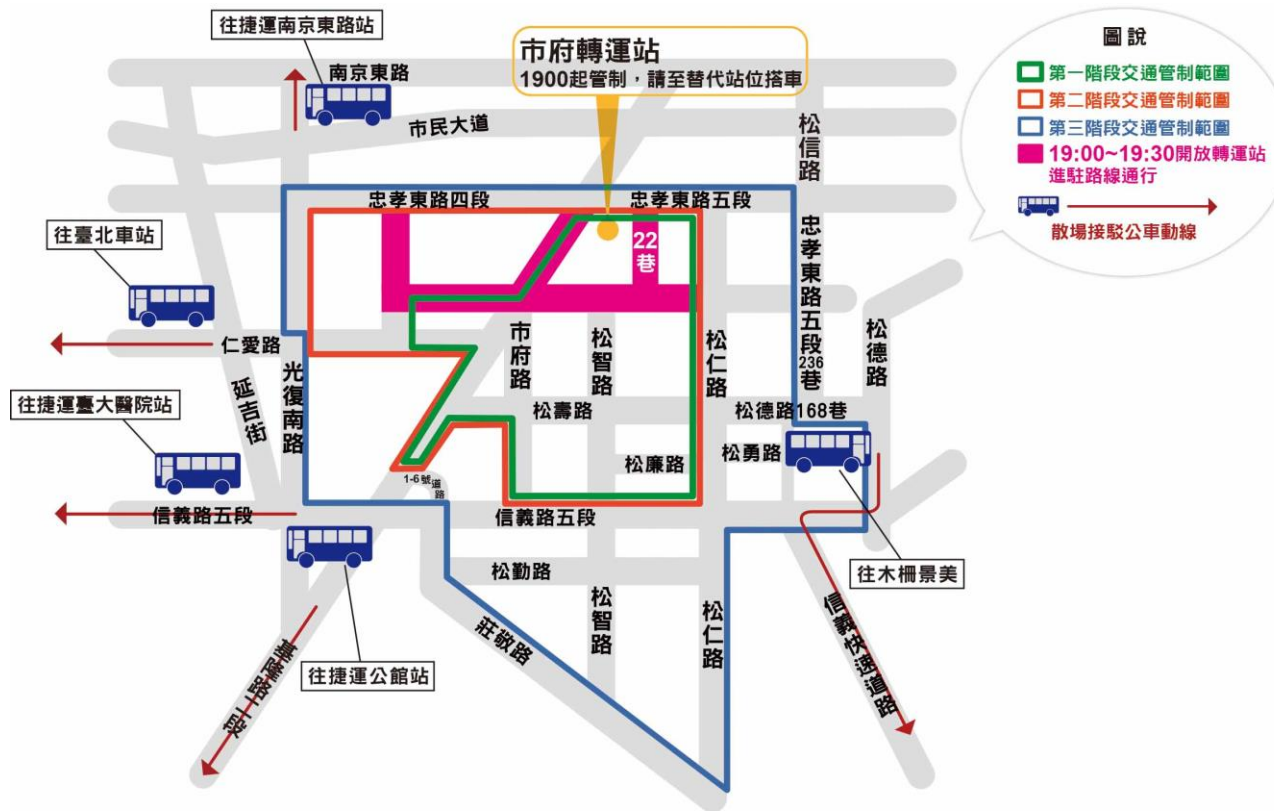 往捷運南京東路站
市府轉運站
1900起管制，請至替代站位搭車
圖說
第一階段交通管制範圍
第二階段交通管制範圍
第三階段交通管制範圍
19:00~19:30開放轉運站
進駐路線通行
散場接駁公車動線
南京東路
市民大道
松信路
忠孝東路四段
忠孝東路五段
往臺北車站
22巷
忠孝東路五段236巷
仁愛路
延吉街
光復南路
市府路
松智路
松仁路
松德路
往捷運臺大醫院站
松壽路
松德路168巷
松廉路
松勇路
1-6號道路
信義路五段
信義路五段
松勤路
往木柵景美
松智路
松仁路
莊敬路
信義快速道路
往捷運公館站
基隆路二段